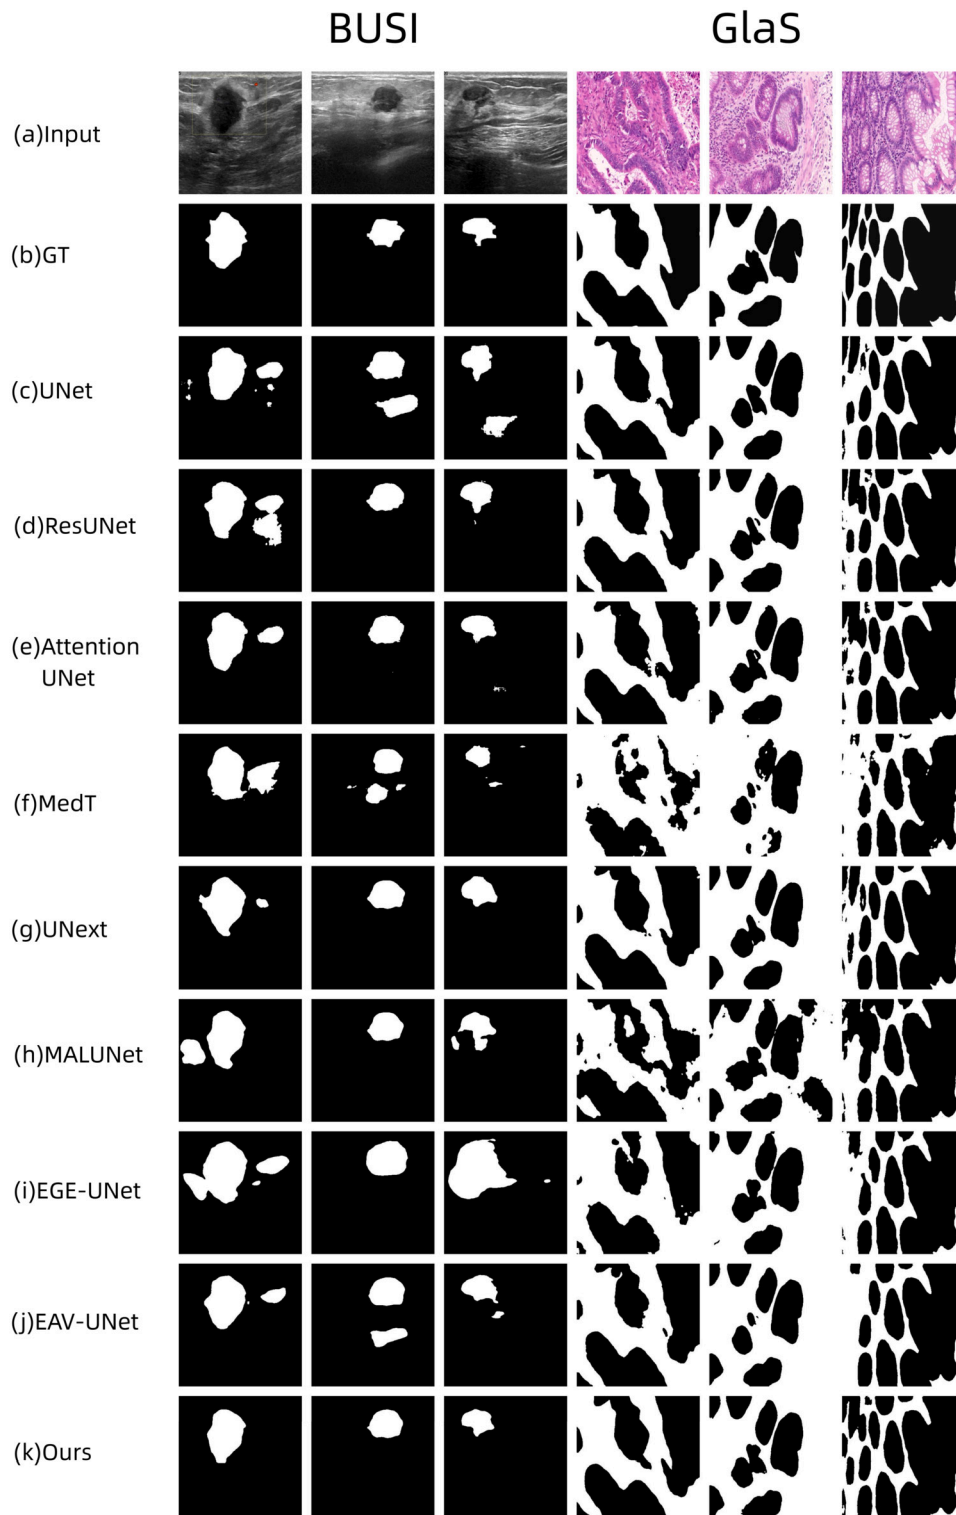 BUSI GlaS
(a)Input
(b)GT
(c)UNet
(d)ResUNet
(e)Attention
UNet
(f)MedT
(g)UNext
(h)MALUNet
(i)EGE-UNet
(j)EAV-UNet
(k)Ours